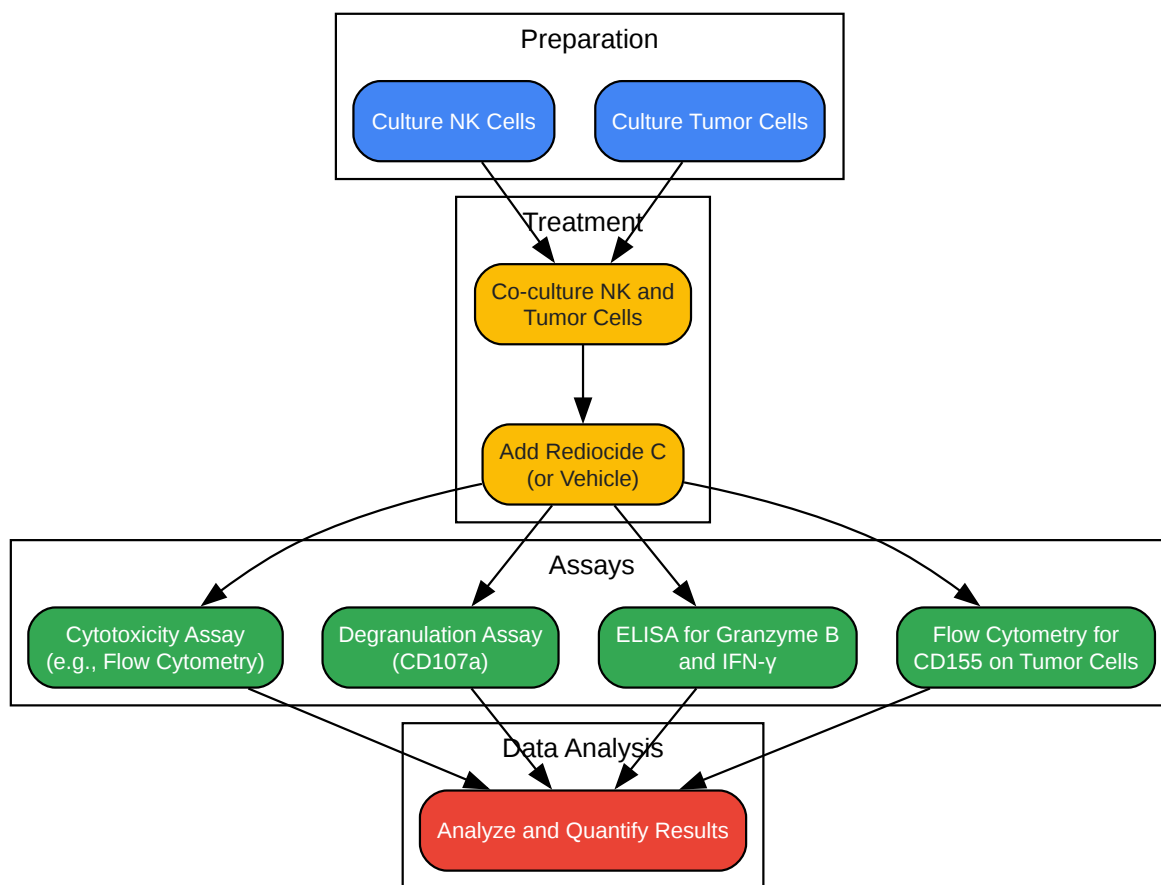 Preparation
Culture NK Cells
Culture Tumor Cells
Treatment
Co-culture NK and
Tumor Cells
Add Rediocide C
(or Vehicle)
Assays
Cytotoxicity Assay
(e.g., Flow Cytometry)
Degranulation Assay
(CD107a)
ELISA for Granzyme B
and IFN-γ
Flow Cytometry for
CD155 on Tumor Cells
Data Analysis
Analyze and Quantify Results